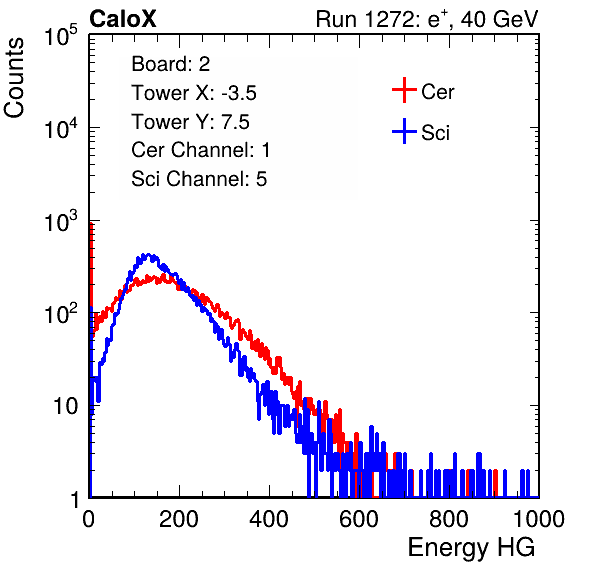 CaloX Run 1272: e⁺, 40 GeV
Counts
10⁵
10⁴
10³
10²
10
1
Board: 2
Tower X: -3.5
Tower Y: 7.5
Cer Channel: 1
Sci Channel: 5
Cer
Sci
0 200 400 600 800 1000
Energy HG